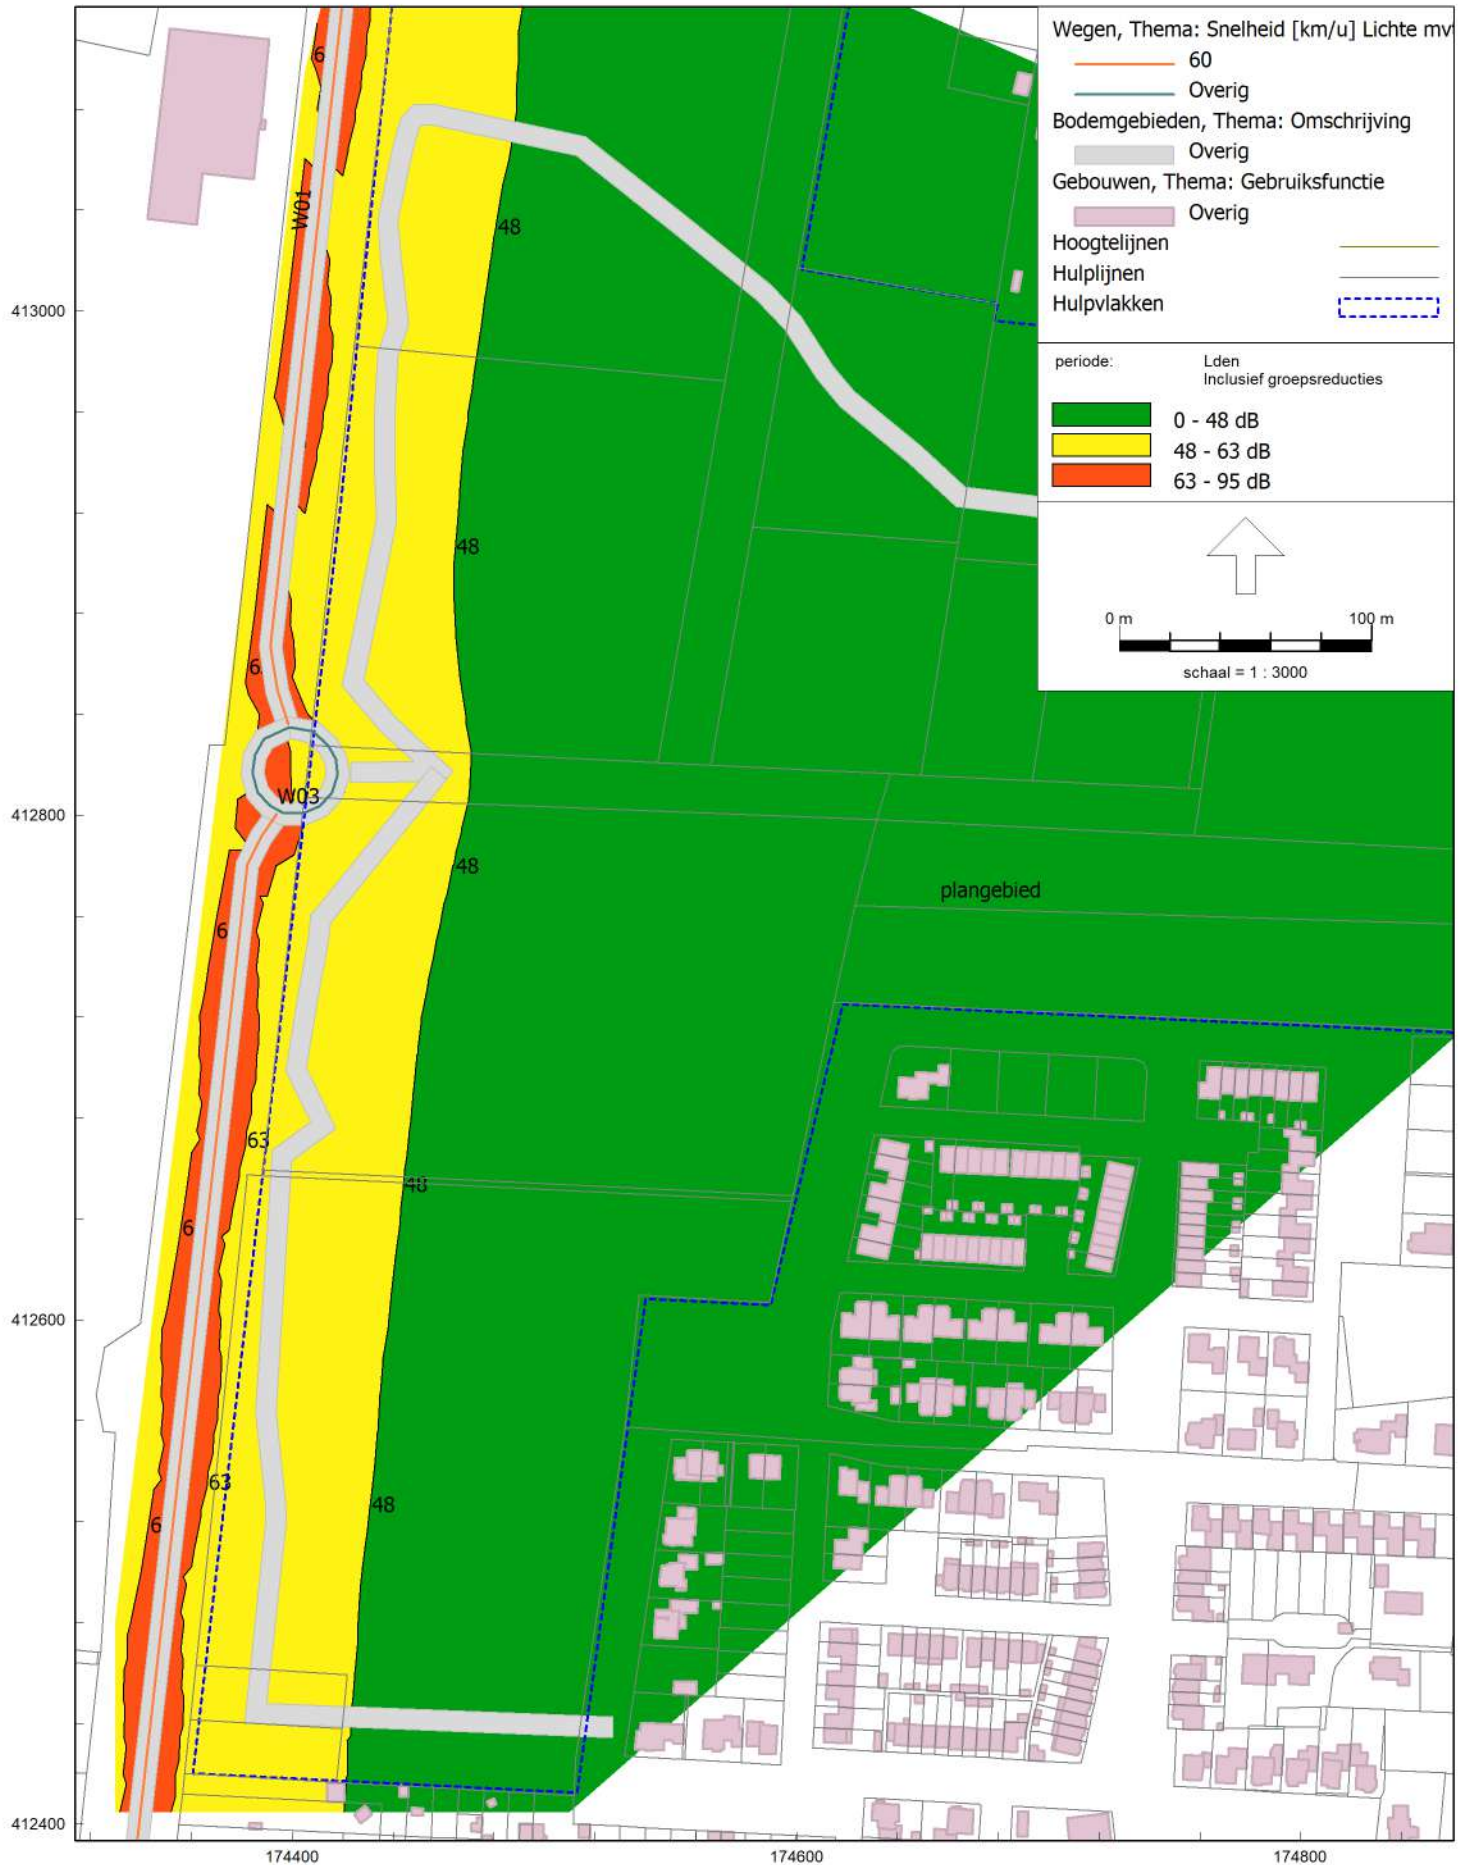 Wegen, Thema: Snelheid [km/u] Lichte mv
60
Overig
Bodemgebieden, Thema: Omschrijving
Overig
Gebouwen, Thema: Gebruiksfunctie
Overig
Hoogtelijnen
Hulplijnen
Hulpvlakken
periode: Lden
Inclusief groepsreducties
0 - 48 dB
48 - 63 dB
63 - 95 dB
0 m 100 m
schaal = 1 : 3000
6
W01
48
413000
48
6
W03
412800
48
plangebied
6
63
48
6
412600
63
48
6
412400
174400 174600 174800